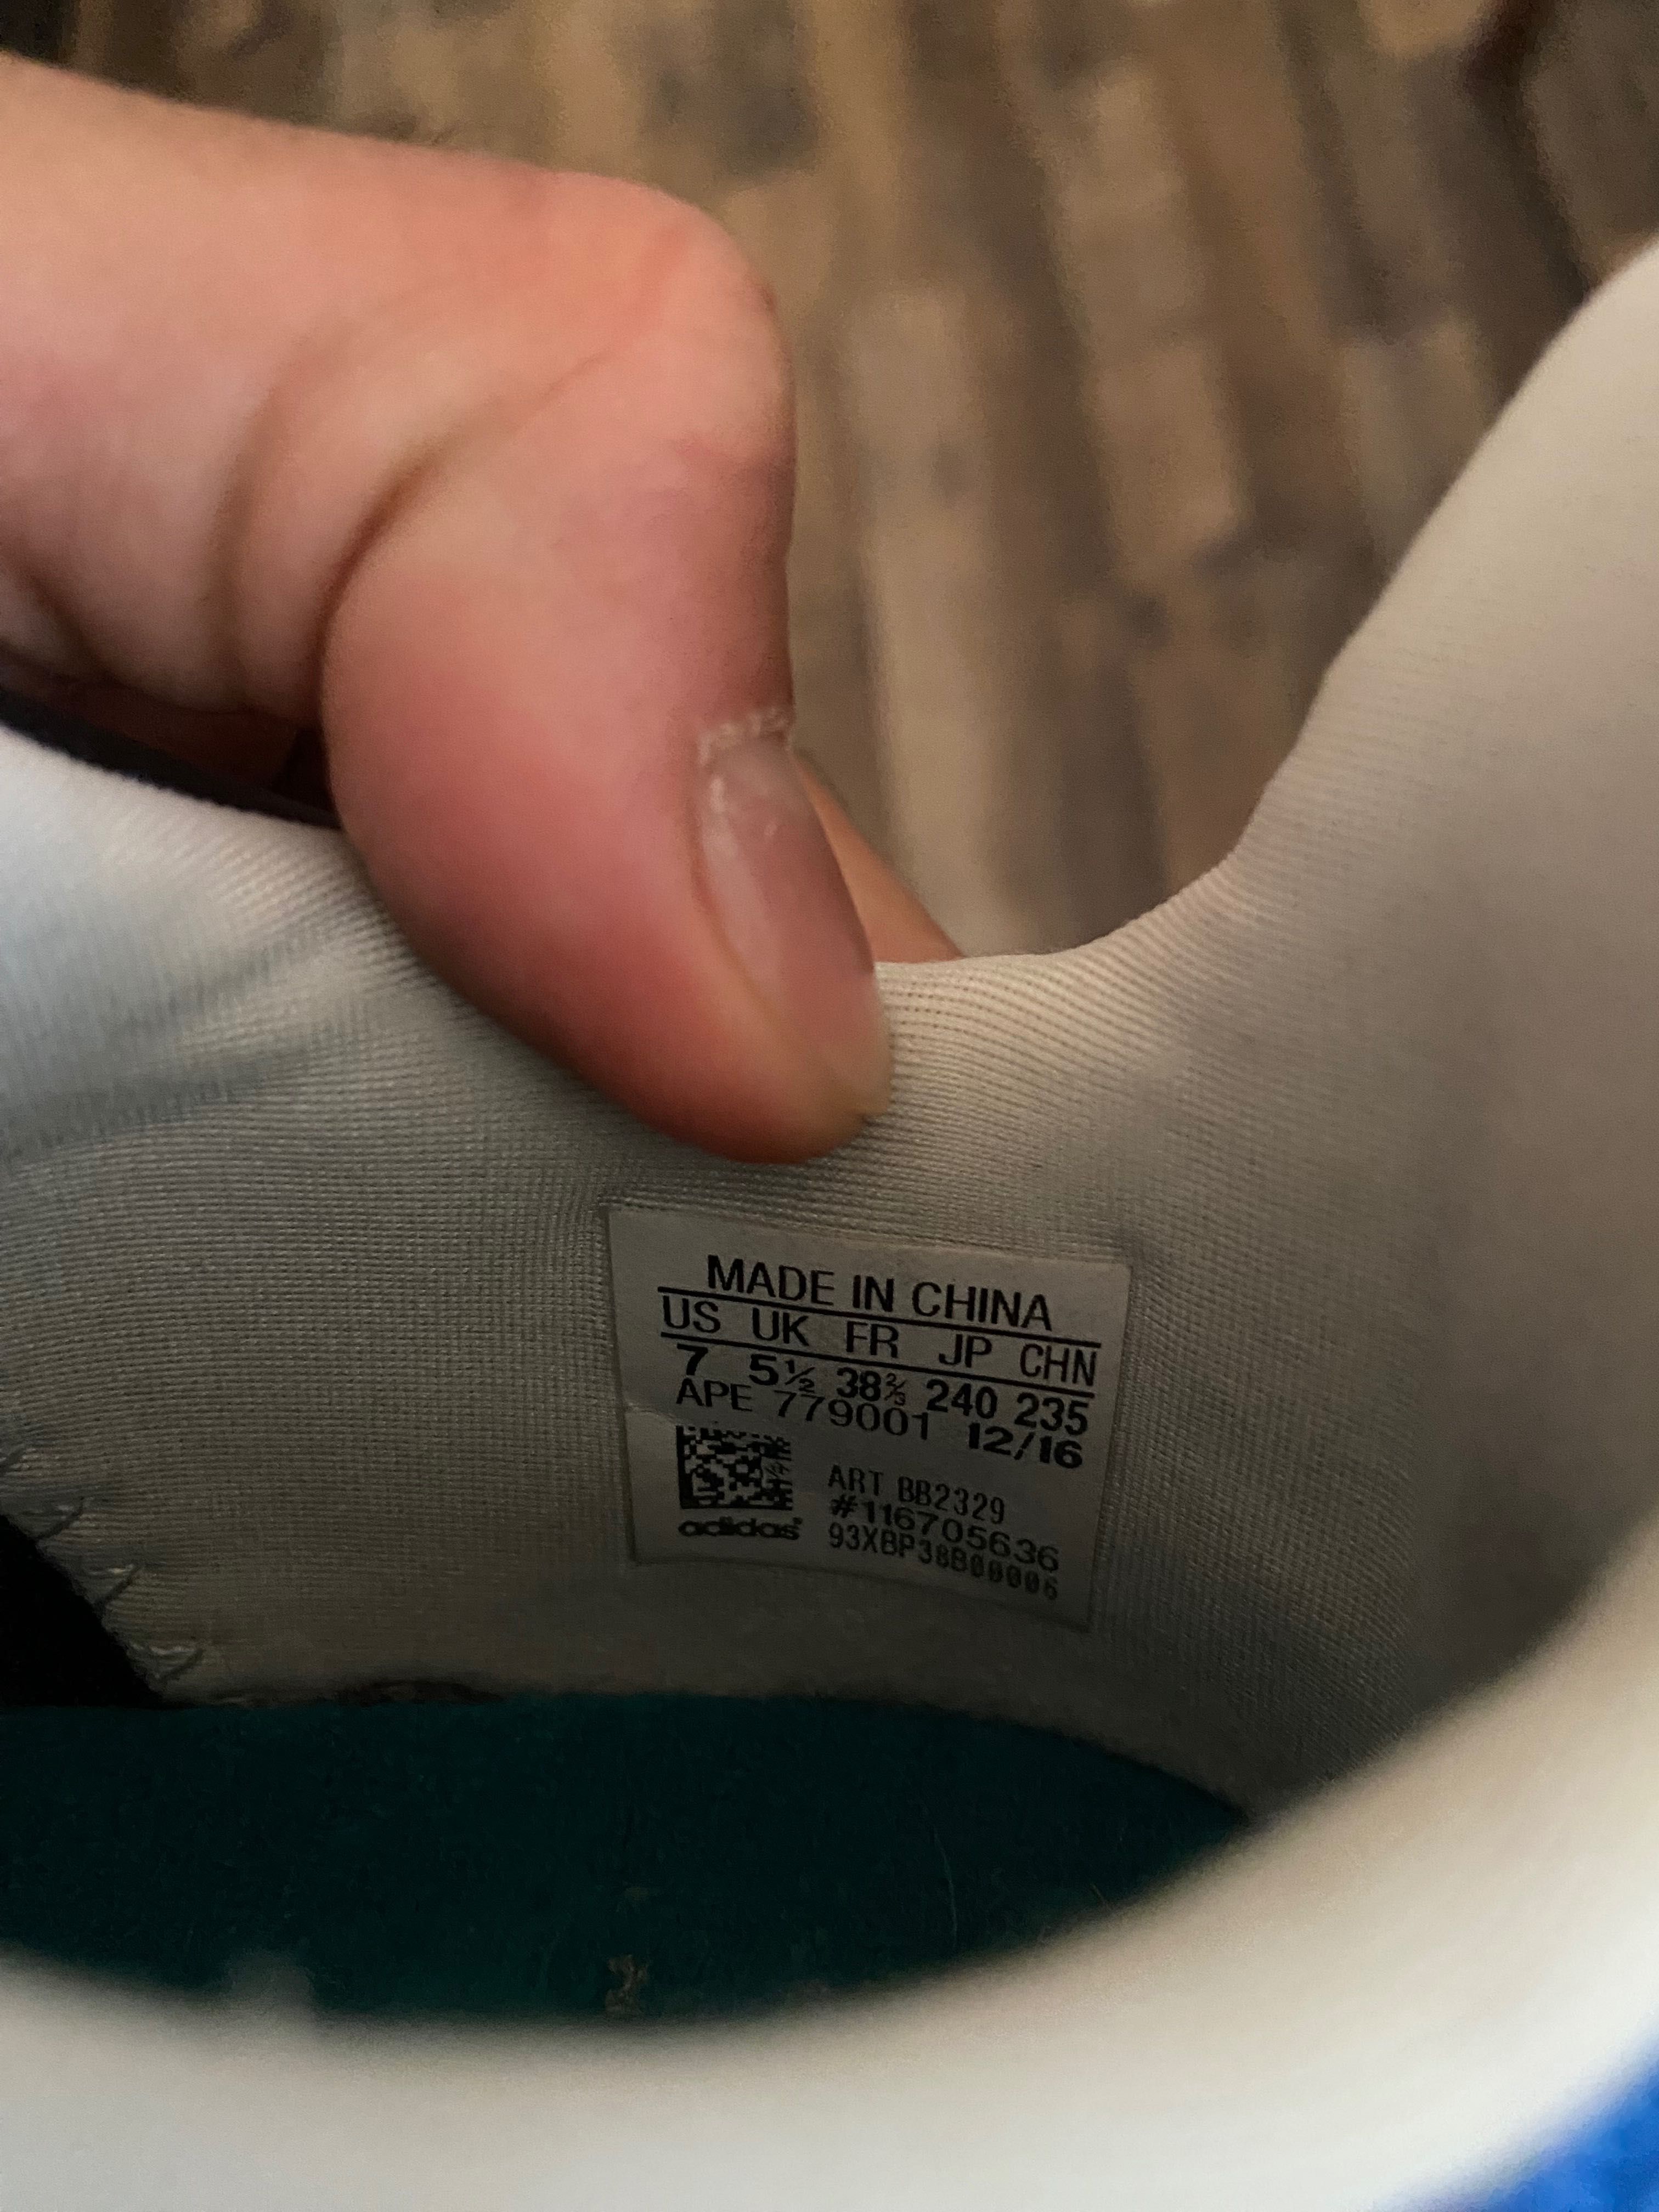 MADE IN CHINA
US UK FR JP CHN
7 5½ 38⅔ 240 235
APE 779001 12/16
ART BB2329
#116705636
93XBP38B00006
adidas